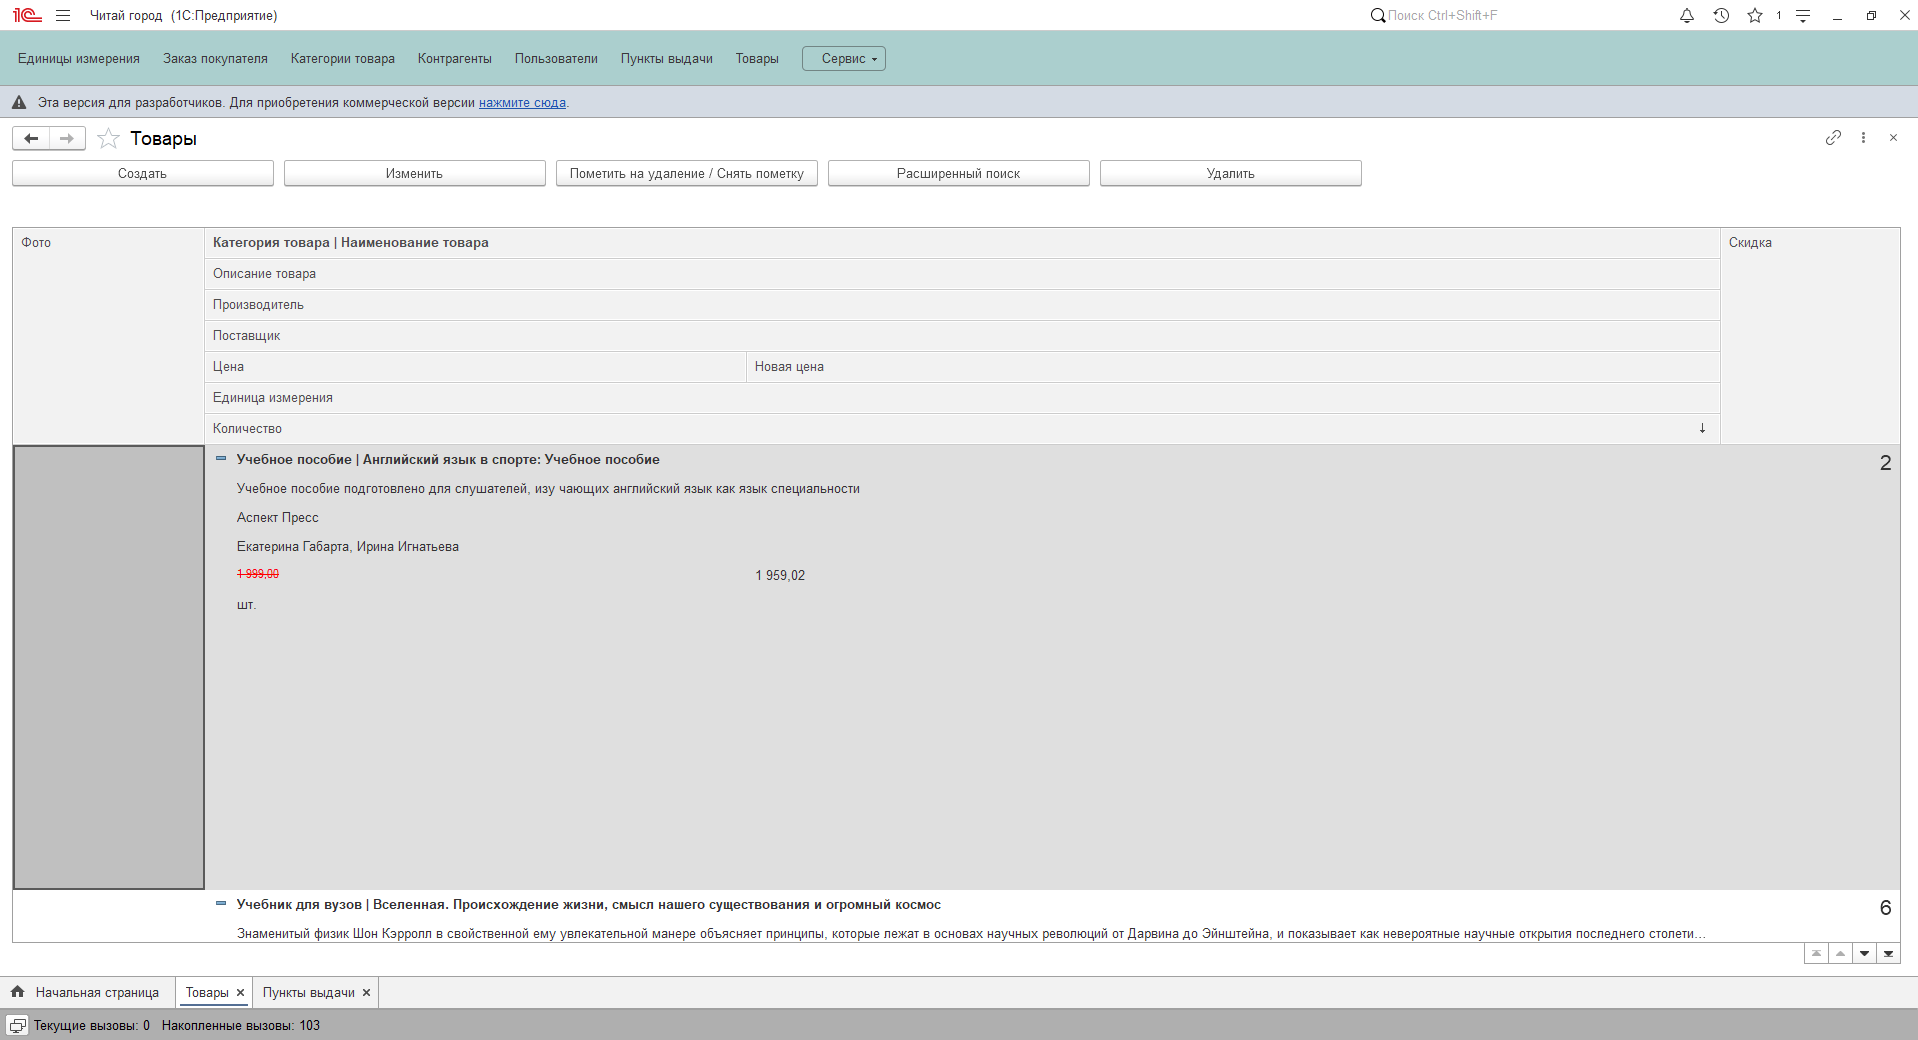 1С Читай город (1С:Предприятие) Поиск Ctrl+Shift+F 1
Единицы измерения Заказ покупателя Категории товара Контрагенты Пользователи Пункты выдачи Товары Сервис
Эта версия для разработчиков. Для приобретения коммерческой версии нажмите сюда.
Товары
Создать Изменить Пометить на удаление / Снять пометку Расширенный поиск Удалить
Фото Категория товара | Наименование товара Скидка
Описание товара
Производитель
Поставщик
Цена Новая цена
Единица измерения
Количество
Учебное пособие | Английский язык в спорте: Учебное пособие 2
Учебное пособие подготовлено для слушателей, изу чающих английский язык как язык специальности
Аспект Пресс
Екатерина Габарта, Ирина Игнатьева
1 999,00 1 959,02
шт.
Учебник для вузов | Вселенная. Происхождение жизни, смысл нашего существования и огромный космос 6
Знаменитый физик Шон Кэрролл в свойственной ему увлекательной манере объясняет принципы, которые лежат в основах научных революций от Дарвина до Эйнштейна, и показывает как невероятные научные открытия последнего столети...
Начальная страница Товары Пункты выдачи
Текущие вызовы: 0 Накопленные вызовы: 103